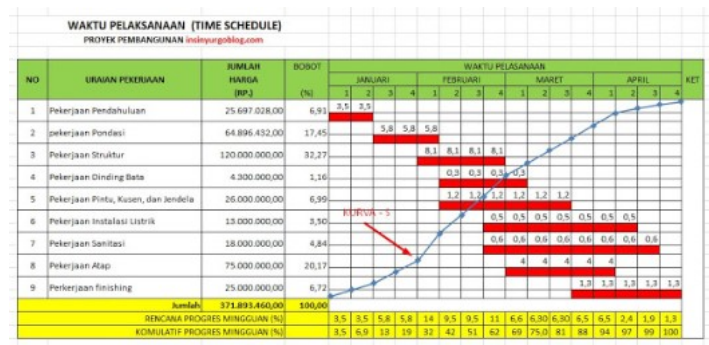 WAKTU PELAKSANAAN (TIME SCHEDULE)
PROYEK PEMBANGUNAN insinyurgoblog.com
NO URAIAN PEKERJAAN JUMLAH HARGA (RP.) BOBOT (%) WAKTU PELASANAAN KET
JANUARI FEBRUARI MARET APRIL
1 2 3 4 1 2 3 4 1 2 3 4 1 2 3 4
1 Pekerjaan Pendahuluan 25.697.028,00 6,91 3,5 3,5
2 pekerjaan Pondasi 64.896.432,00 17,45 5,8 5,8 5,8
3 Pekerjaan Struktur 120.000.000,00 32,27 8,1 8,1 8,1 8,1
4 Pekerjaan Dinding Bata 4.300.000,00 1,16 0,3 0,3 0,3 0,3
5 Pekerjaan Pintu, Kusen, dan Jendela 26.000.000,00 6,99 1,2 1,2 1,2 1,2 1,2 1,2
KURVA - S
6 Pekerjaan Instalasi Listrik 13.000.000,00 3,50 0,5 0,5 0,5 0,5 0,5 0,5 0,5
7 Pekerjaan Sanitasi 18.000.000,00 4,84 0,6 0,6 0,6 0,6 0,6 0,6 0,6 0,6
8 Pekerjaan Atap 75.000.000,00 20,17 4 4 4 4 4
9 Perkerjaan finishing 25.000.000,00 6,72 1,3 1,3 1,3 1,3 1,3
Jumlah 371.893.460,00 100,00
RENCANA PROGRES MINGGUAN (%) 3,5 3,5 5,8 5,8 14 9,5 9,5 11 6,6 6,30 6,30 6,5 6,5 2,4 1,9 1,3
KOMULATIF PROGRES MINGGUAN (%) 3,5 6,9 13 19 32 42 51 62 69 75,0 81 88 94 97 99 100